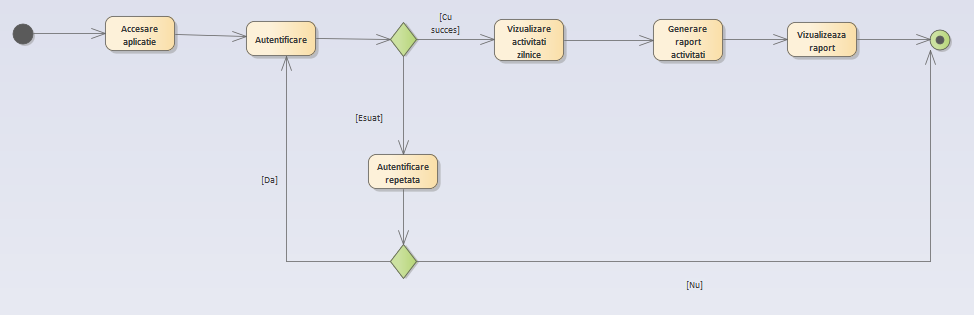 Accesare
aplicatie
Autentificare
[Cu
succes]
Vizualizare
activitati
zilnice
Generare
raport
activitati
Vizualizeaza
raport
[Esuat]
Autentificare
repetata
[Da]
[Nu]